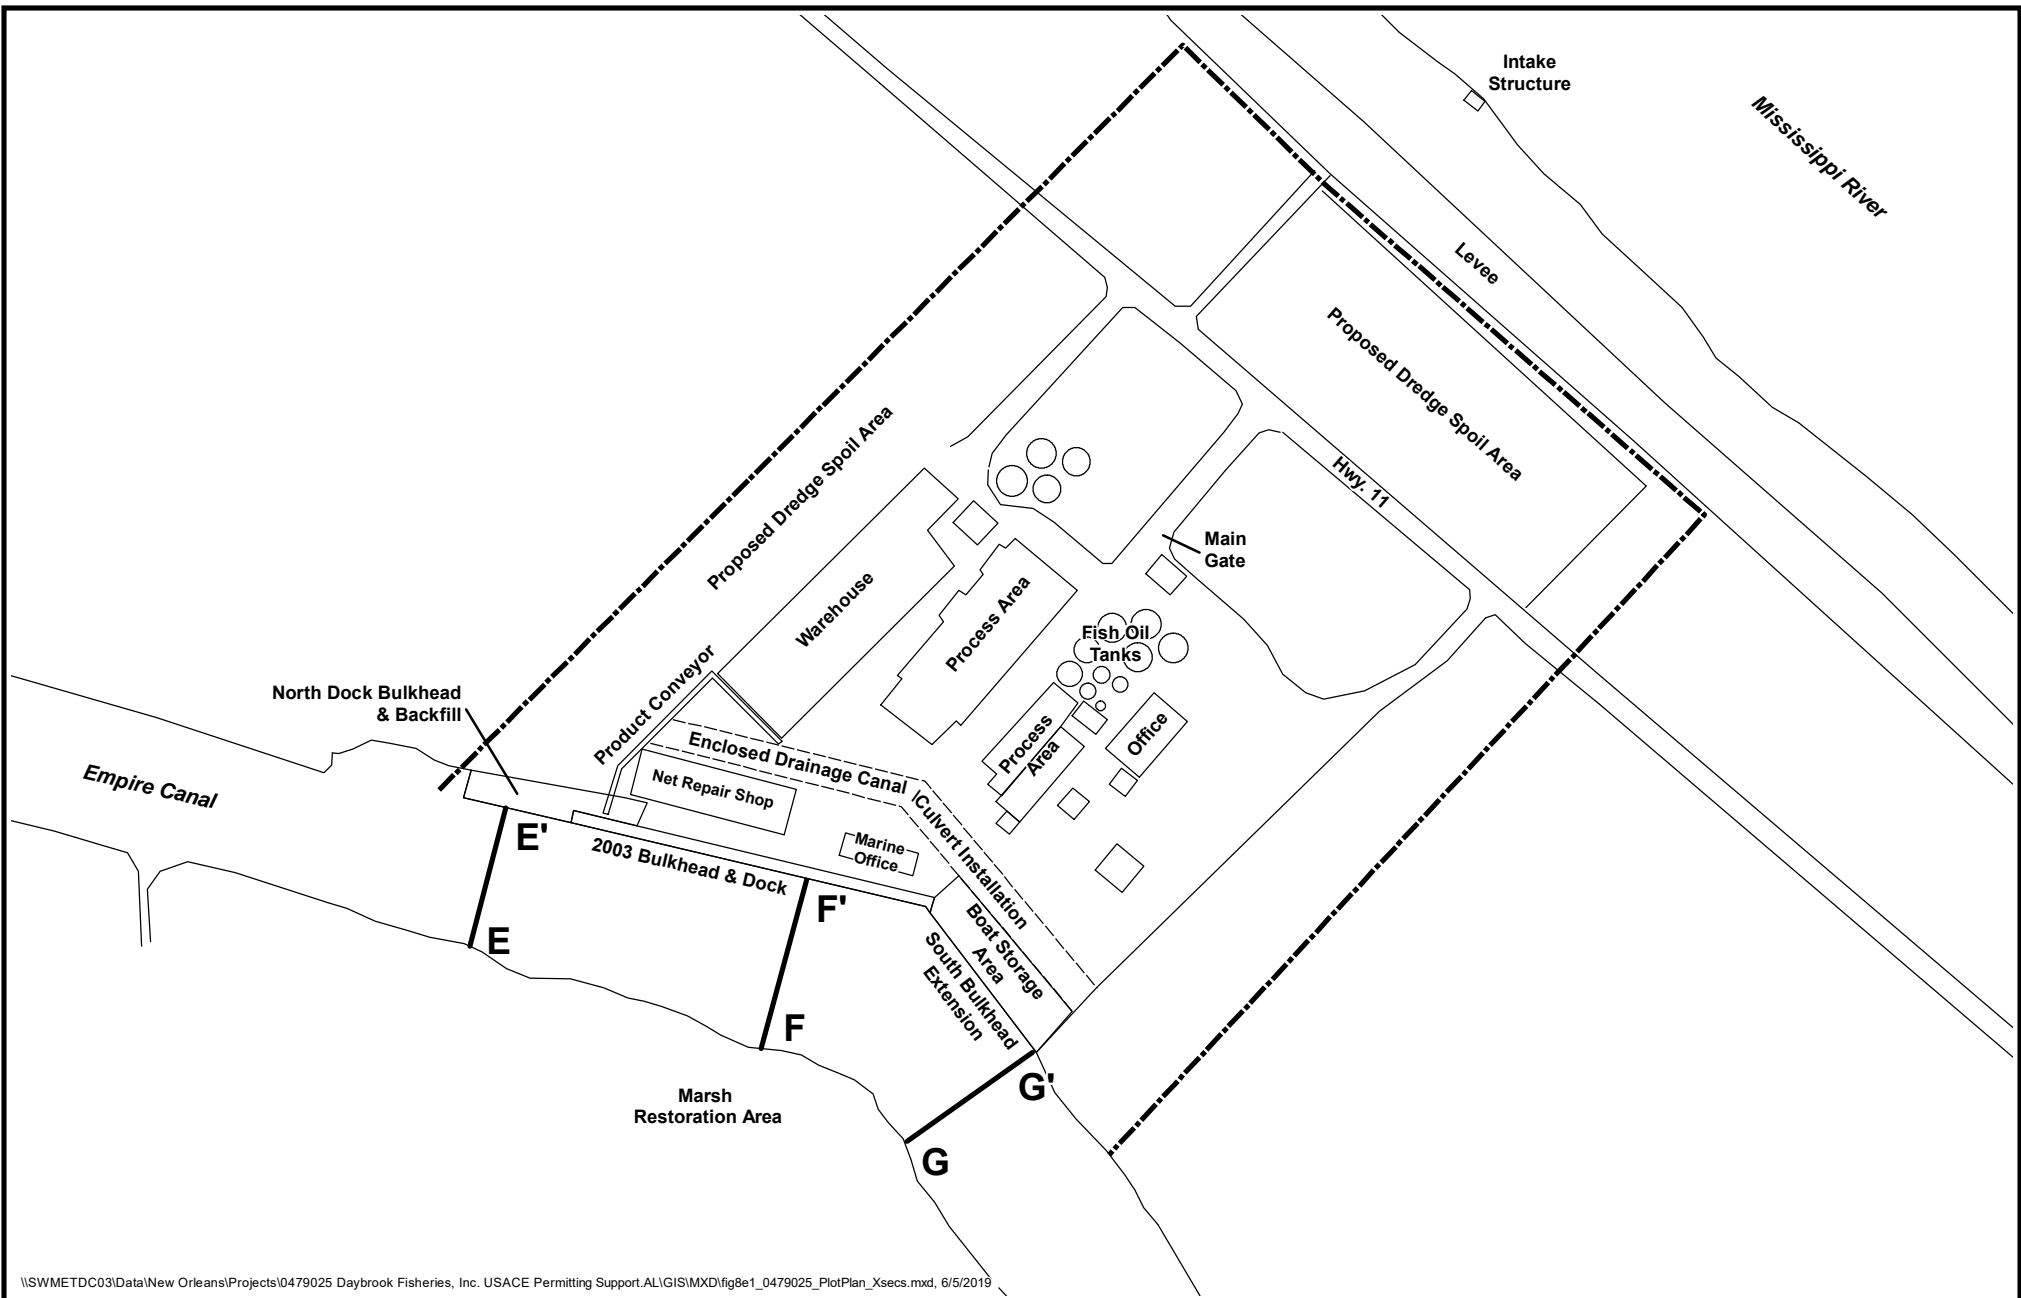 Intake
Structure
Mississippi River
Levee
Proposed Dredge Spoil Area
Hwy. 11
Proposed Dredge Spoil Area
Main
Gate
Warehouse
Process Area
Fish Oil
Tanks
Product Conveyor
North Dock Bulkhead
& Backfill
Process
Area
Office
Enclosed Drainage Canal
Net Repair Shop
Empire Canal
Culvert Installation
E'
2003 Bulkhead & Dock
Marine
Office
F'
Boat Storage
Area
South Bulkhead
Extension
E
F
G'
Marsh
Restoration Area
G
\\SWMETDC03\Data\New Orleans\Projects\0479025 Daybrook Fisheries, Inc. USACE Permitting Support.AL\GIS\MXD\fig8e1_0479025_PlotPlan_Xsecs.mxd, 6/5/2019